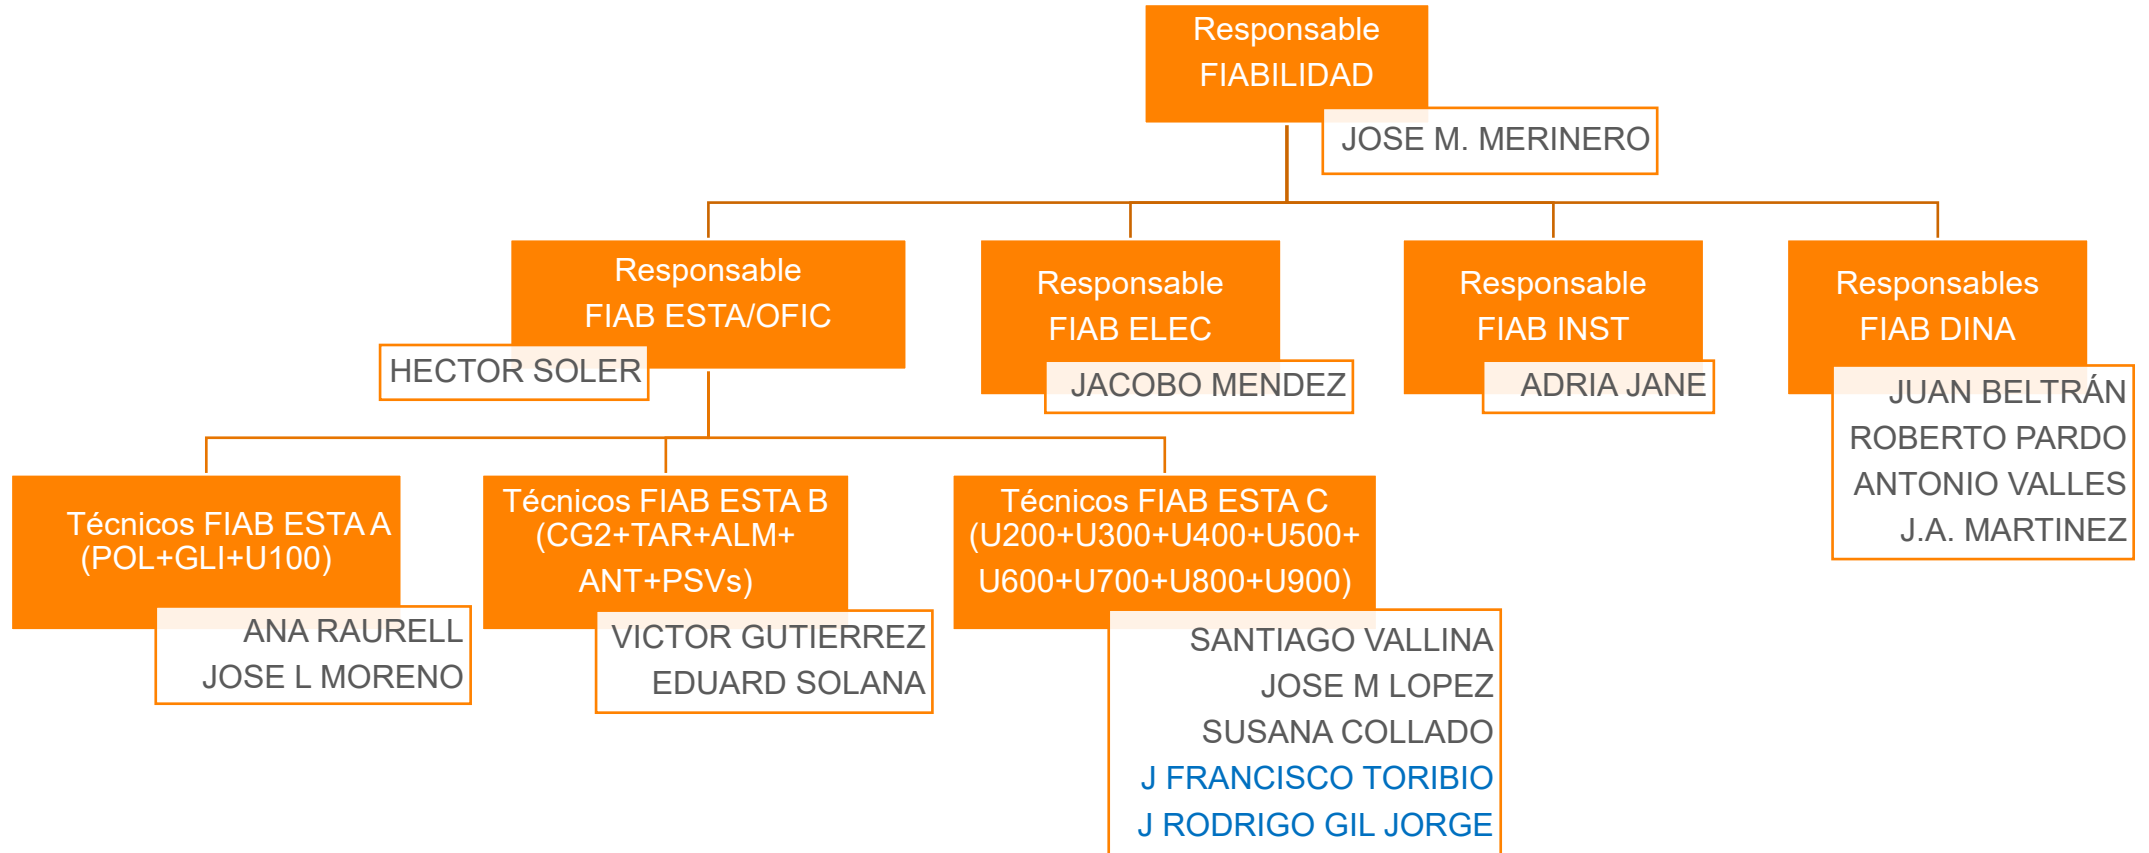 Responsable
FIABILIDAD
JOSE M. MERINERO
Responsable
FIAB ESTA/OFIC
HECTOR SOLER
Responsable
FIAB ELEC
JACOBO MENDEZ
Responsable
FIAB INST
ADRIA JANE
Responsables
FIAB DINA
JUAN BELTRÁN
ROBERTO PARDO
ANTONIO VALLES
J.A. MARTINEZ
Técnicos FIAB ESTA A
(POL+GLI+U100)
ANA RAURELL
JOSE L MORENO
Técnicos FIAB ESTA B
(CG2+TAR+ALM+
ANT+PSVs)
VICTOR GUTIERREZ
EDUARD SOLANA
Técnicos FIAB ESTA C
(U200+U300+U400+U500+
U600+U700+U800+U900)
SANTIAGO VALLINA
JOSE M LOPEZ
SUSANA COLLADO
J FRANCISCO TORIBIO
J RODRIGO GIL JORGE